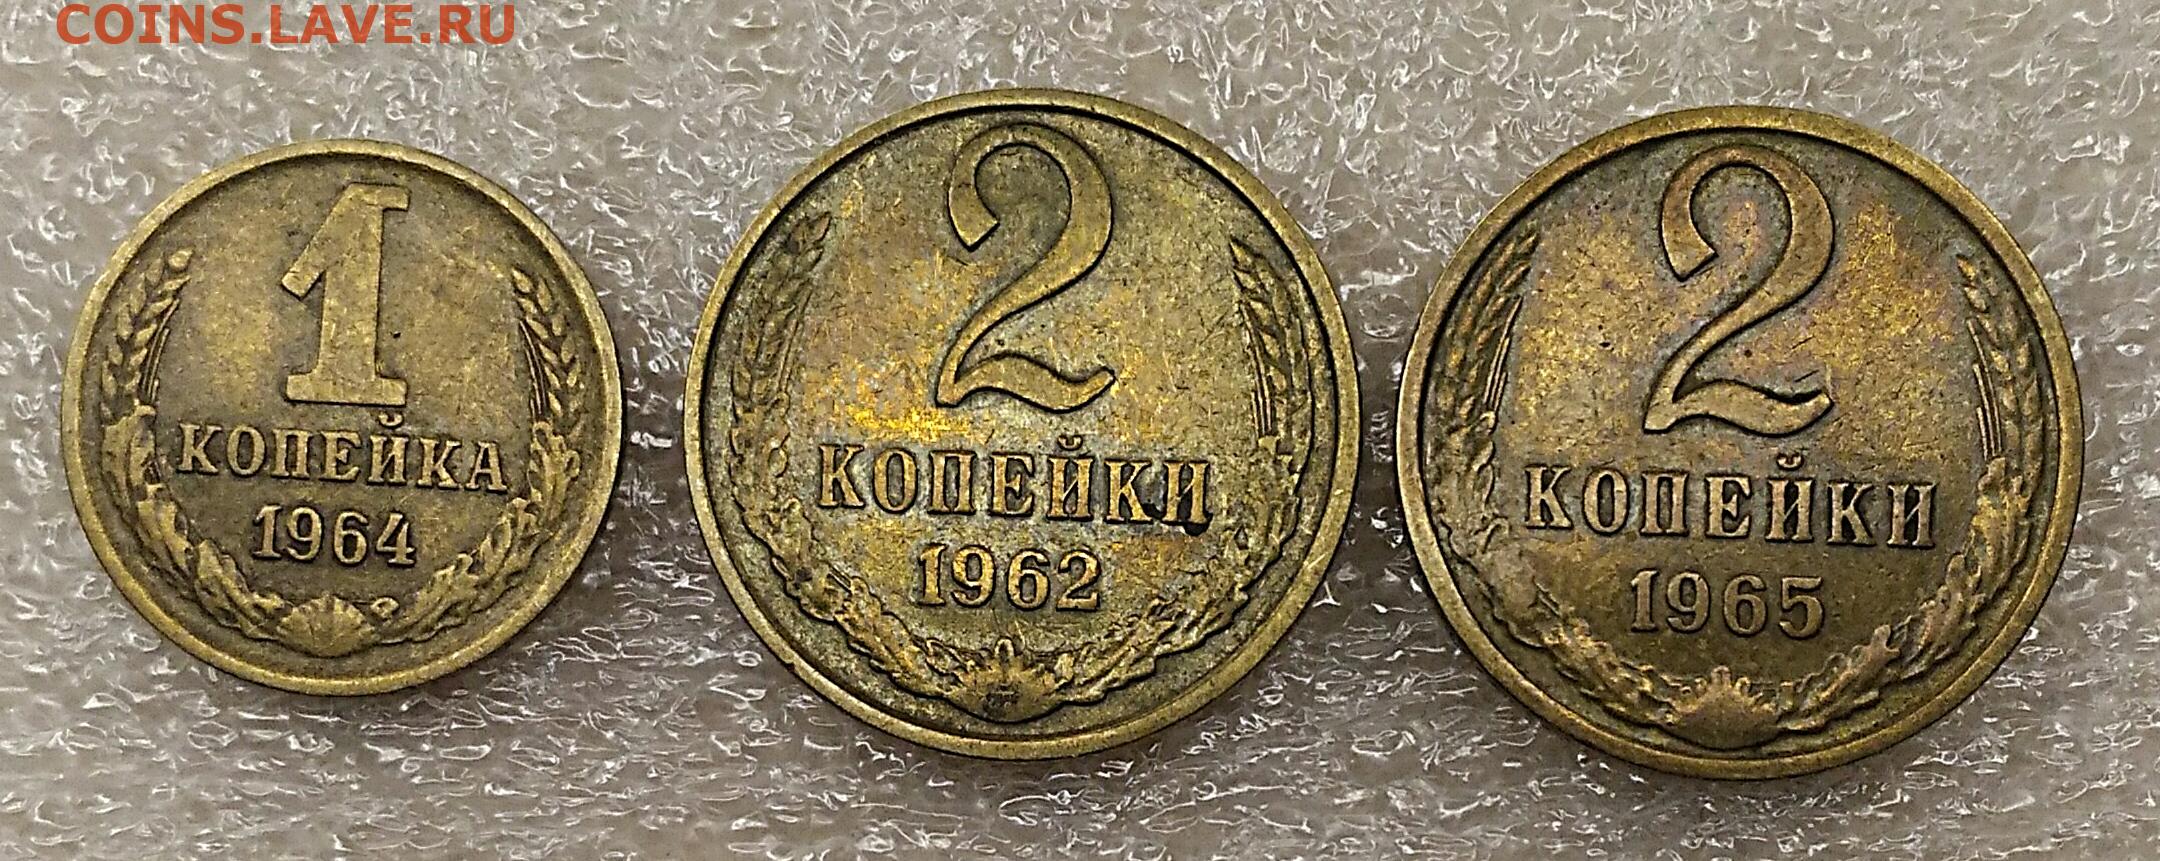 COINS.LAVE.RU
1
КОПЕЙКА
1964
2
КОПЕЙКИ
1962
2
КОПЕЙКИ
1965